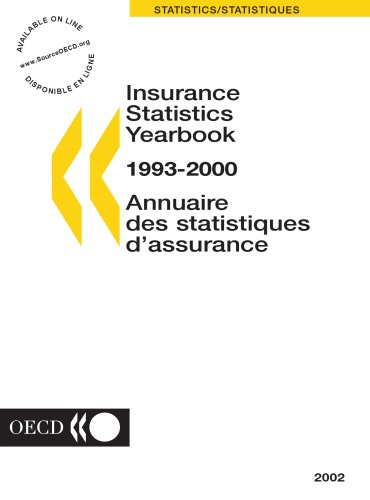 STATISTICS/STATISTIQUES
AVAILABLE ON LINE
www.SourceOECD.org
DISPONIBLE EN LIGNE
Insurance
Statistics
Yearbook
1993-2000
Annuaire
des statistiques
d'assurance
OECD
2002